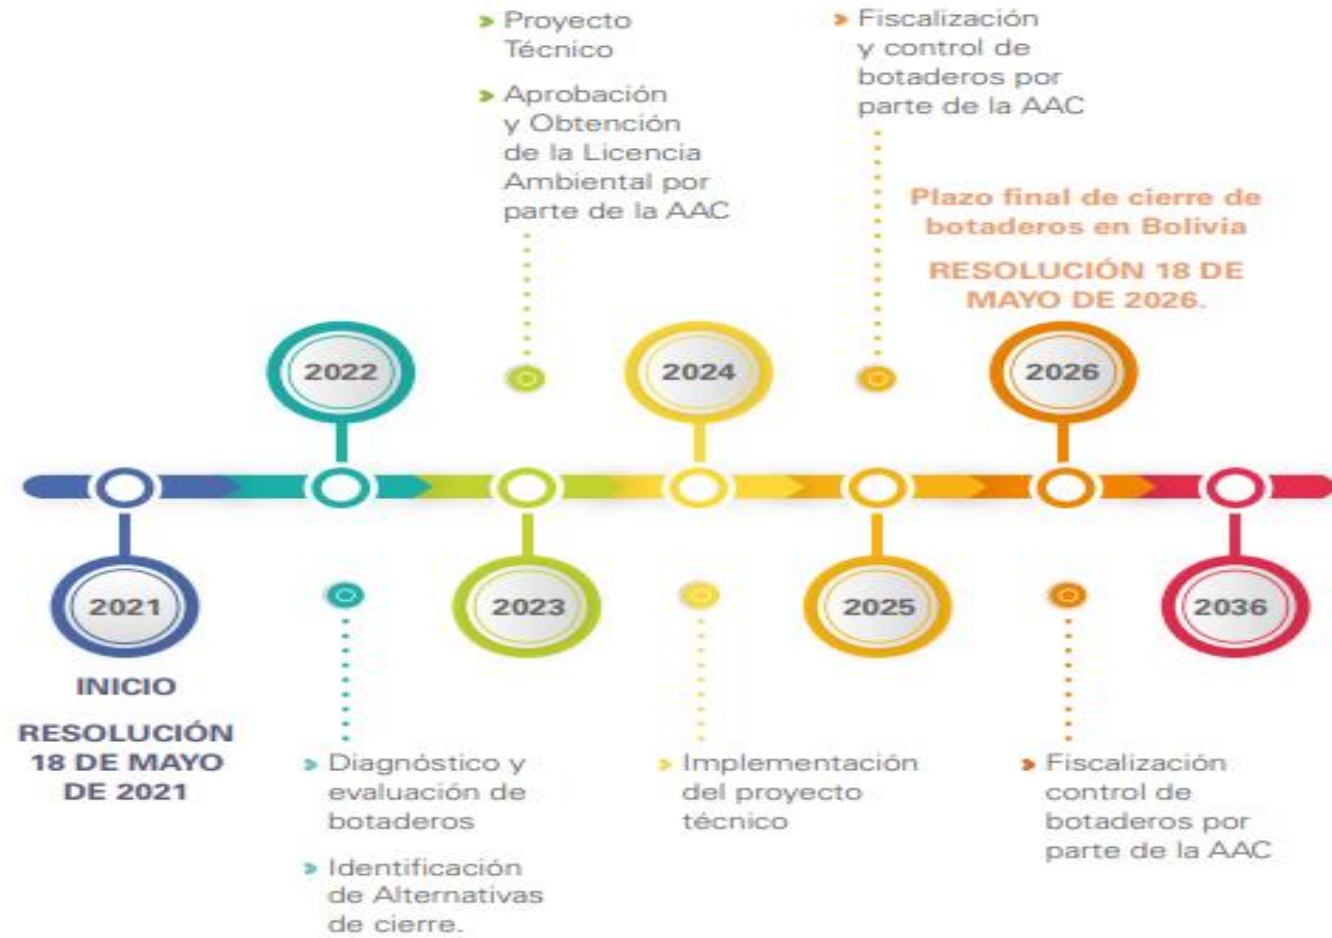 » Proyecto
Técnico
» Aprobación
y Obtención
de la Licencia
Ambiental por
parte de la AAC
» Fiscalización
y control de
botaderos por
parte de la AAC
Plazo final de cierre de
botaderos en Bolivia
RESOLUCIÓN 18 DE
MAYO DE 2026.
2022
2024
2026
2021
2023
2025
2036
INICIO
RESOLUCIÓN
18 DE MAYO
DE 2021
» Diagnóstico y
evaluación de
botaderos
» Identificación
de Alternativas
de cierre.
» Implementación
del proyecto
técnico
» Fiscalización
control de
botaderos por
parte de la AAC